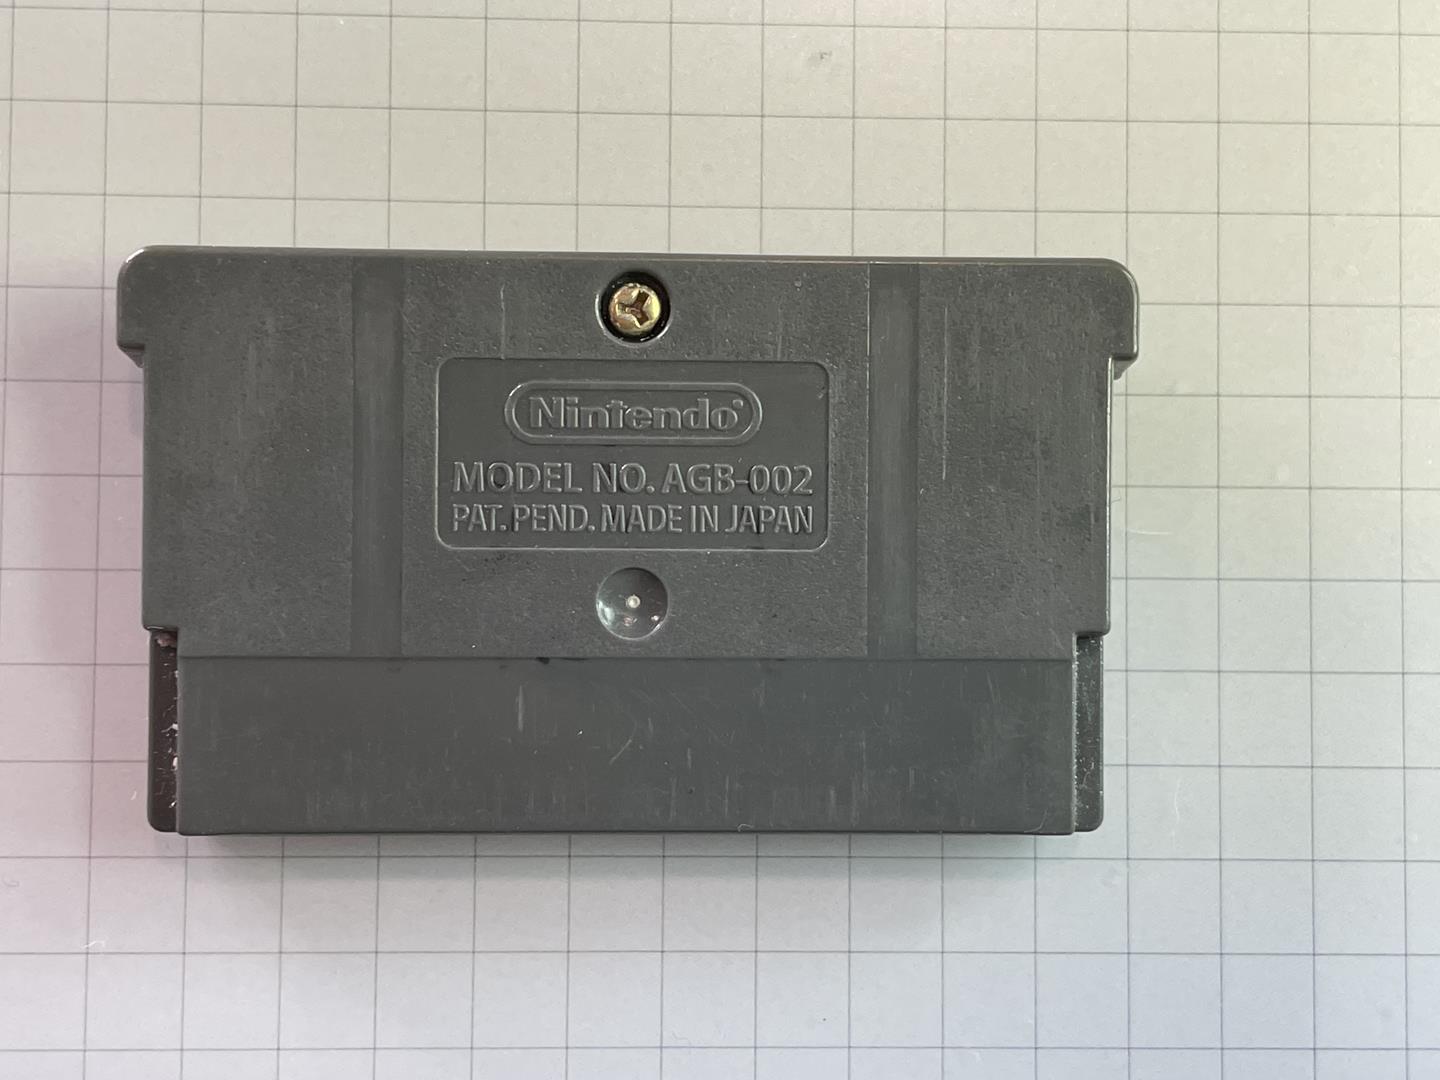 Nintendo
MODEL NO. AGB-002
PAT. PEND. MADE IN JAPAN